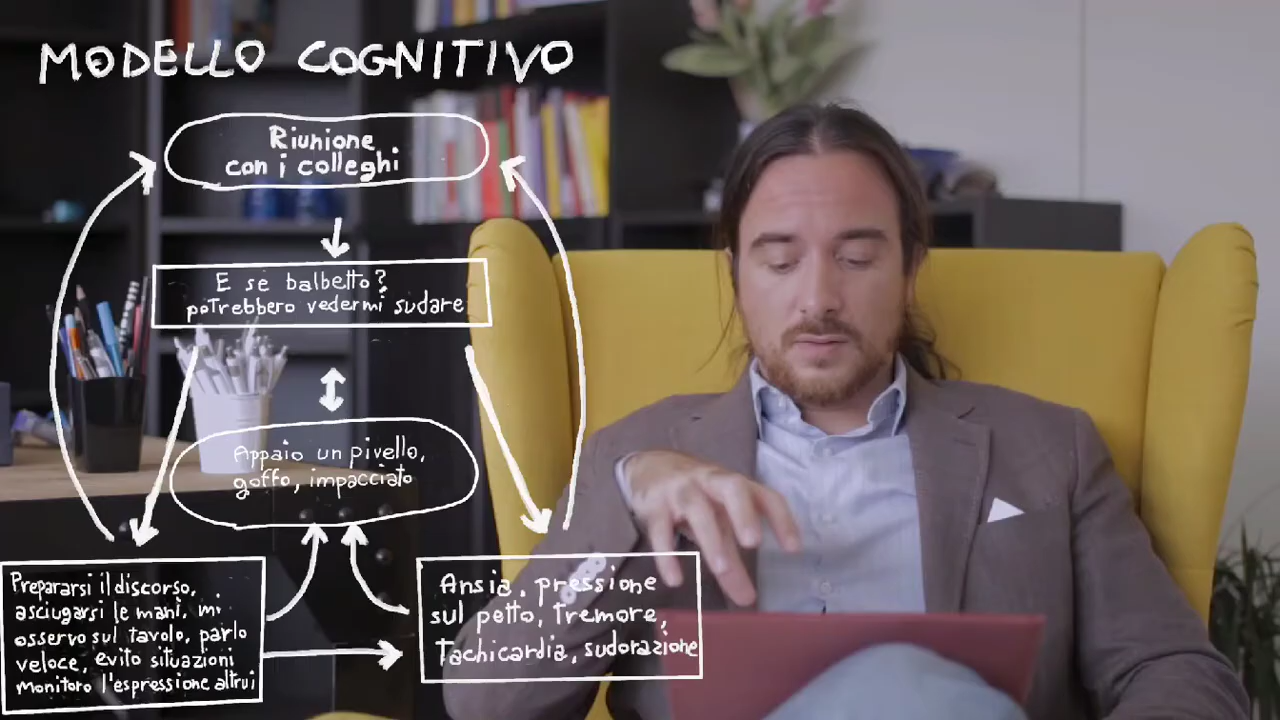 MODELLO COGNITIVO
Riunione
con i colleghi
E se balbetto?
potrebbero vedermi sudare
Appaio un pivello,
goffo, impacciato
Prepararsi il discorso,
asciugarsi le mani, mi
osservo sul tavolo, parlo
veloce, evito situazioni
monitoro l'espressione altrui
Ansia, pressione
sul petto, tremore,
Tachicardia, sudorazione